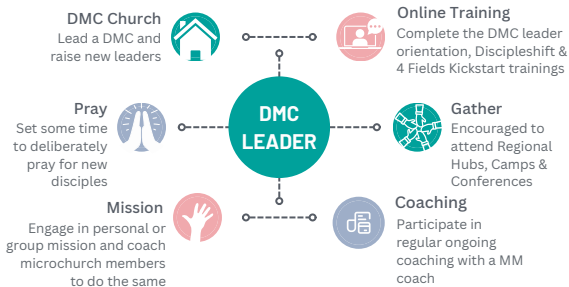 DMC Church
Lead a DMC and
raise new leaders
Online Training
Complete the DMC leader
orientation, Discipleshift &
4 Fields Kickstart trainings
Pray
Set some time
to deliberately
pray for new
disciples
DMC
LEADER
Gather
Encouraged to
attend Regional
Hubs, Camps &
Conferences
Mission
Engage in personal or
group mission and coach
microchurch members
to do the same
Coaching
Participate in
regular ongoing
coaching with a MM
coach